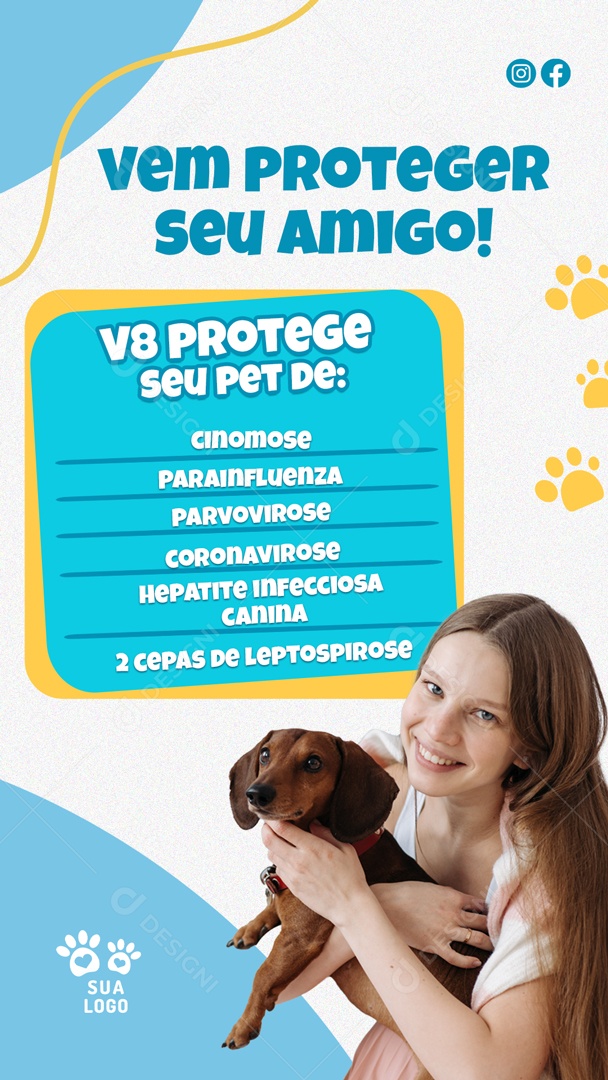 Vem Proteger
seu amigo!
V8 Protege
seu pet de:
cinomose
Parainfluenza
Parvovirose
coronavirose
Hepatite infecciosa
canina
2 cepas de leptospirose
SUA
LOGO
DESIGNI